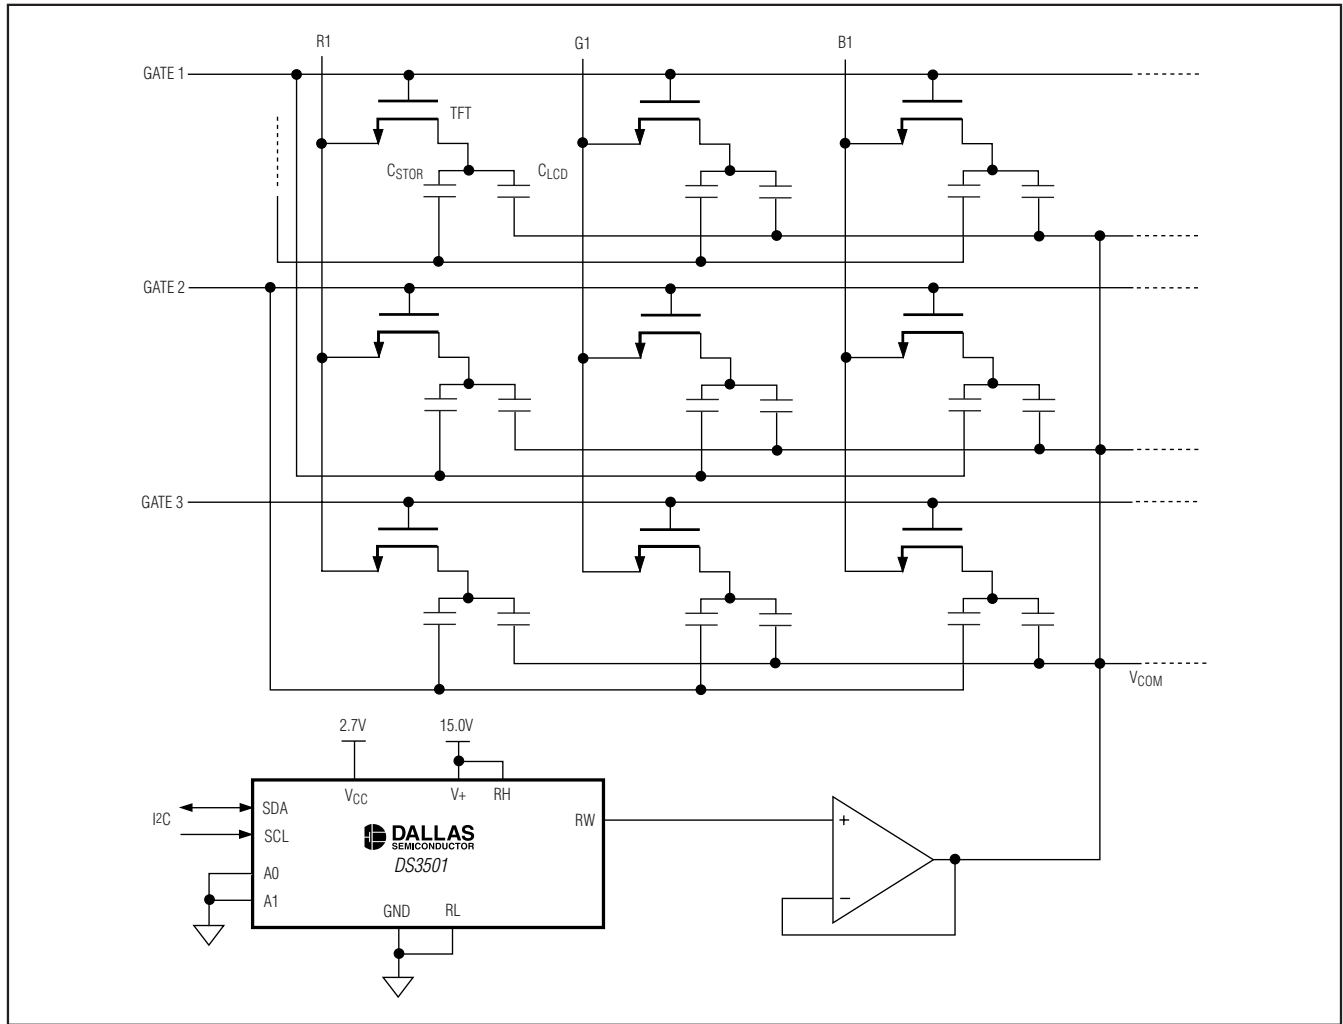 R1
G1
B1
GATE 1
TFT
CSTOR
CLCD
GATE 2
GATE 3
VCOM
2.7V
15.0V
VCC
V+
RH
I2C
SDA
SCL
RW
+
DALLAS
SEMICONDUCTOR
DS3501
A0
A1
GND
RL
−